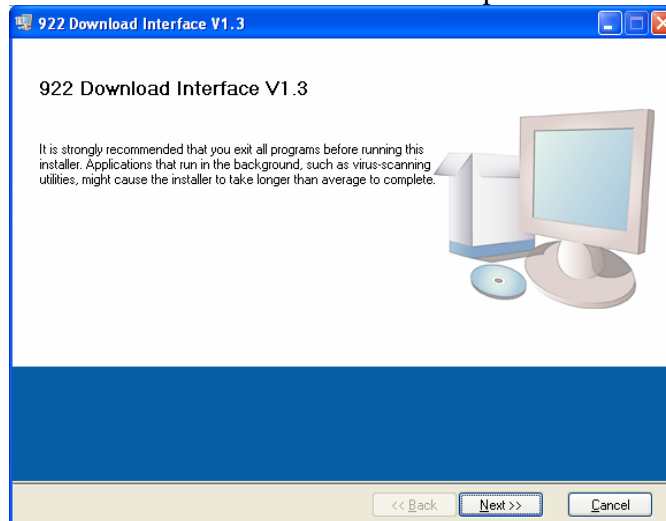 922 Download Interface V1.3
922 Download Interface V1.3
It is strongly recommended that you exit all programs before running this
installer. Applications that run in the background, such as virus-scanning
utilities, might cause the installer to take longer than average to complete.
<< Back Next >> Cancel